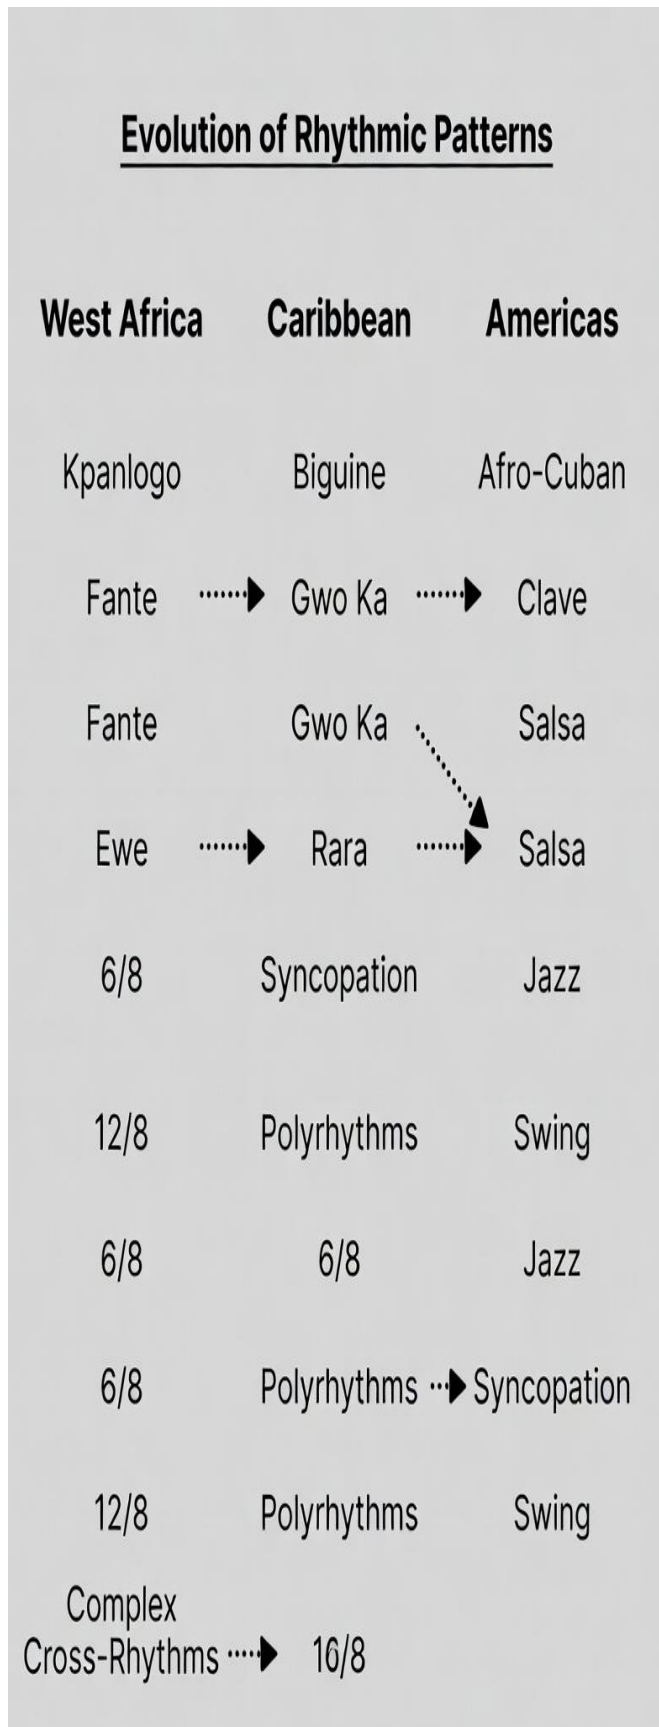 Evolution of Rhythmic Patterns
West Africa Caribbean Americas
Kpanlogo Biguine Afro-Cuban
Fante Gwo Ka Clave
Fante Gwo Ka Salsa
Ewe Rara Salsa
6/8 Syncopation Jazz
12/8 Polyrhythms Swing
6/8 6/8 Jazz
6/8 Polyrhythms Syncopation
12/8 Polyrhythms Swing
Complex
Cross-Rhythms 16/8